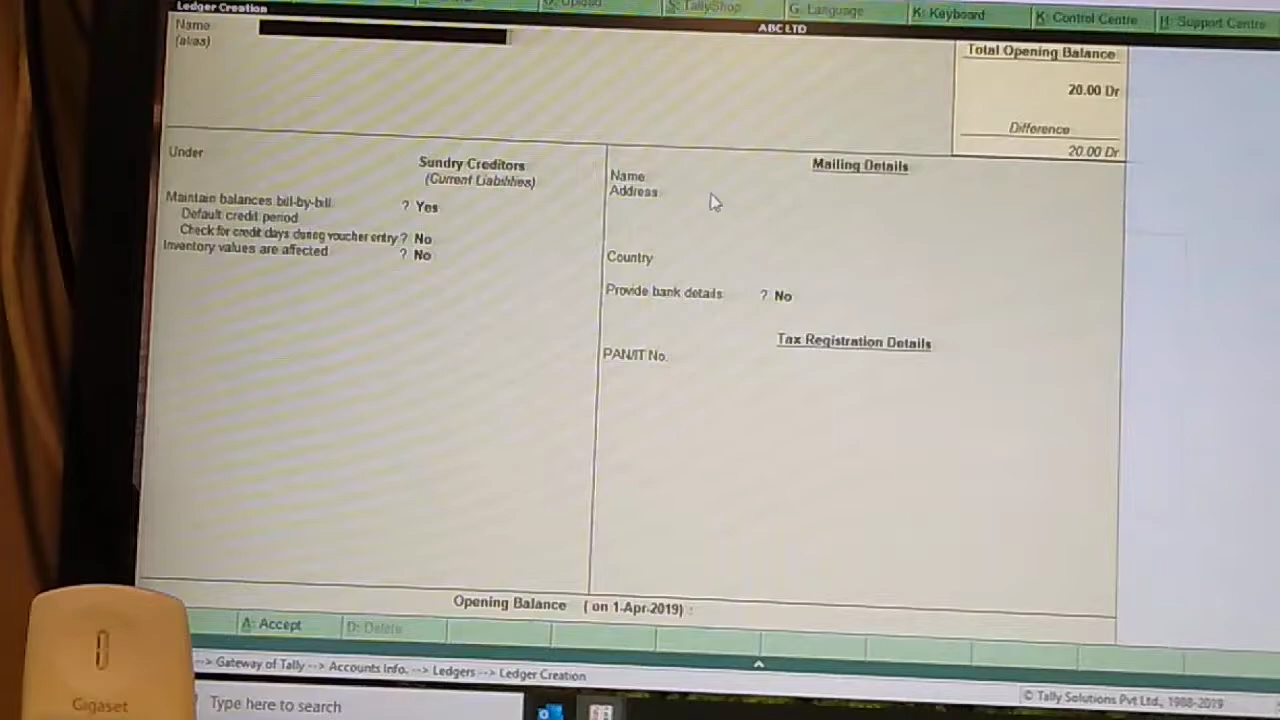 Ledger Creation
O: Upload
S: TallyShop
G: Language
K: Keyboard
K: Control Centre
H: Support Centre
ABC LTD
Name
(alias)
Total Opening Balance
20.00 Dr
Difference
20.00 Dr
Under
Sundry Creditors
(Current Liabilities)
Maintain balances bill-by-bill ? Yes
Default credit period
Check for credit days during voucher entry ? No
Inventory values are affected ? No
Mailing Details
Name
Address
Country
Provide bank details ? No
Tax Registration Details
PAN/IT No.
Opening Balance ( on 1-Apr-2019) :
A: Accept
D: Delete
--> Gateway of Tally --> Accounts Info. --> Ledgers --> Ledger Creation
© Tally Solutions Pvt Ltd., 1988-2019
Type here to search
Gigaset